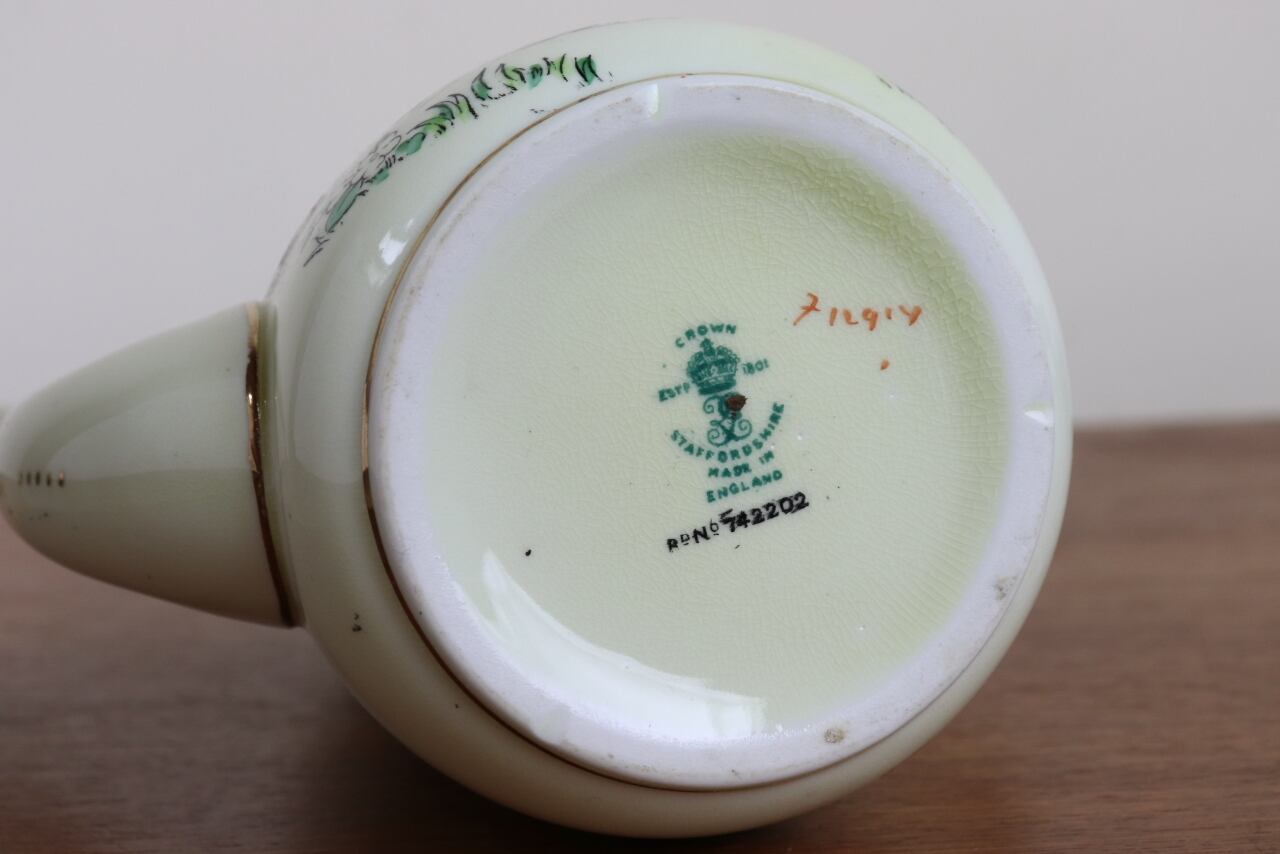 CROWN
ESTD 1801
STAFFORDSHIRE
MADE IN
ENGLAND
RD No 742202